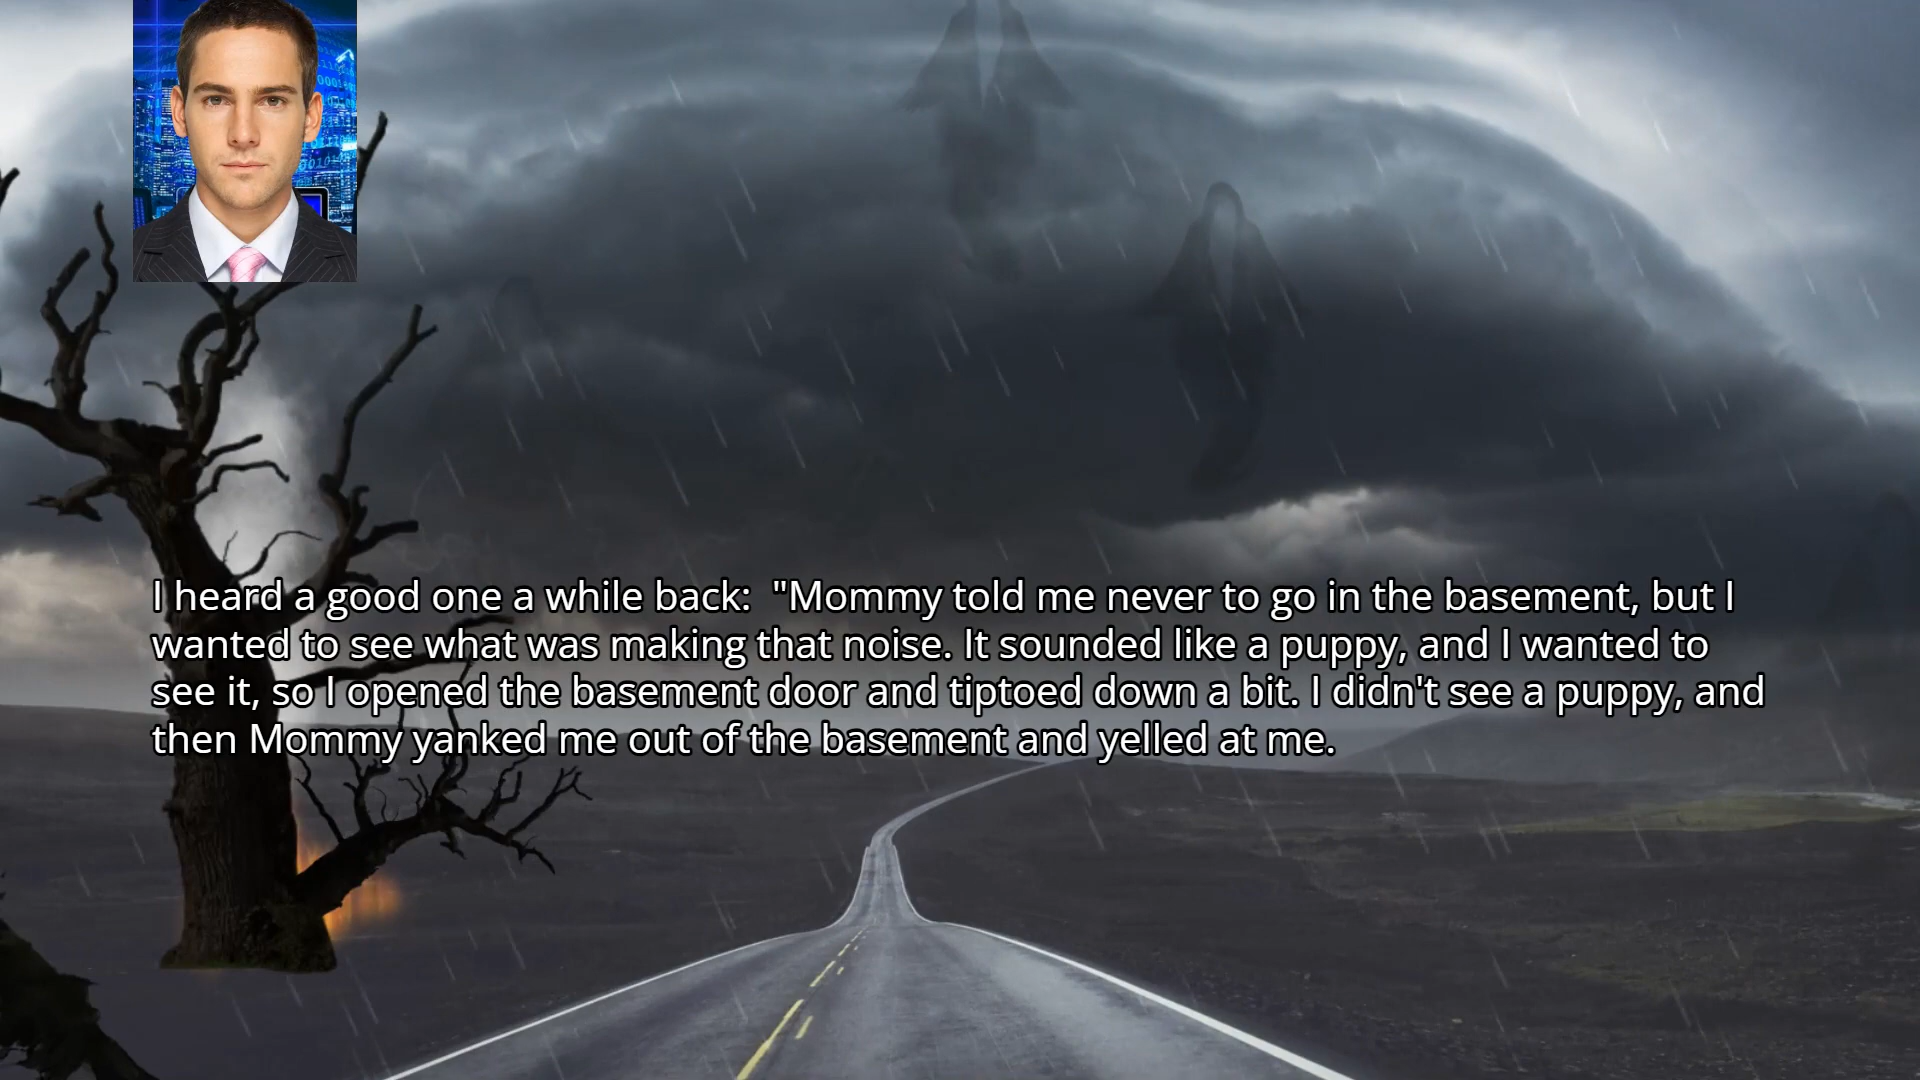 I heard a good one a while back:  "Mommy told me never to go in the basement, but I
wanted to see what was making that noise. It sounded like a puppy, and I wanted to
see it, so I opened the basement door and tiptoed down a bit. I didn't see a puppy, and
then Mommy yanked me out of the basement and yelled at me.